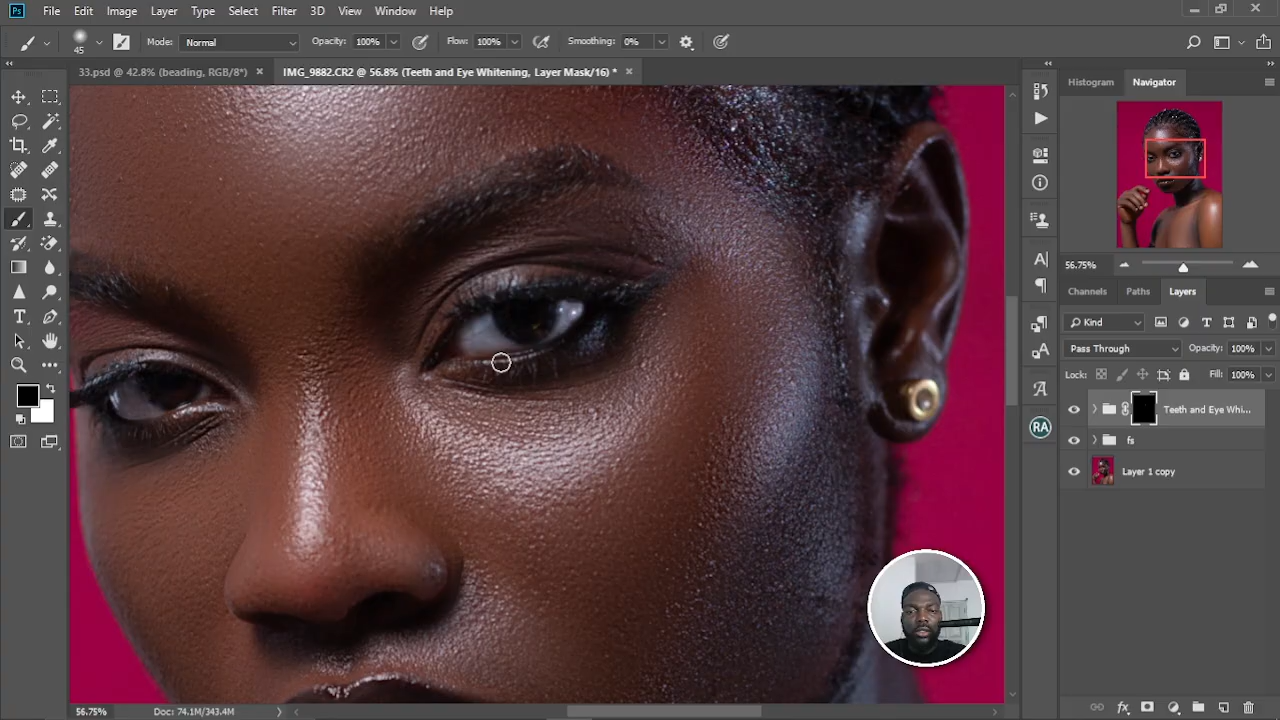 Ps File Edit Image Layer Type Select Filter 3D View Window Help
45 Mode: Normal Opacity: 100% Flow: 100% Smoothing: 0%
33.psd @ 42.8% (beading, RGB/8*) × IMG_9882.CR2 @ 56.8% (Teeth and Eye Whitening, Layer Mask/16) * ×
Histogram Navigator
56.75%
Channels Paths Layers
Kind
Pass Through Opacity: 100%
Lock: Fill: 100%
Teeth and Eye Whi...
fs
Layer 1 copy
RA
56.75% Doc: 74.1M/343.4M